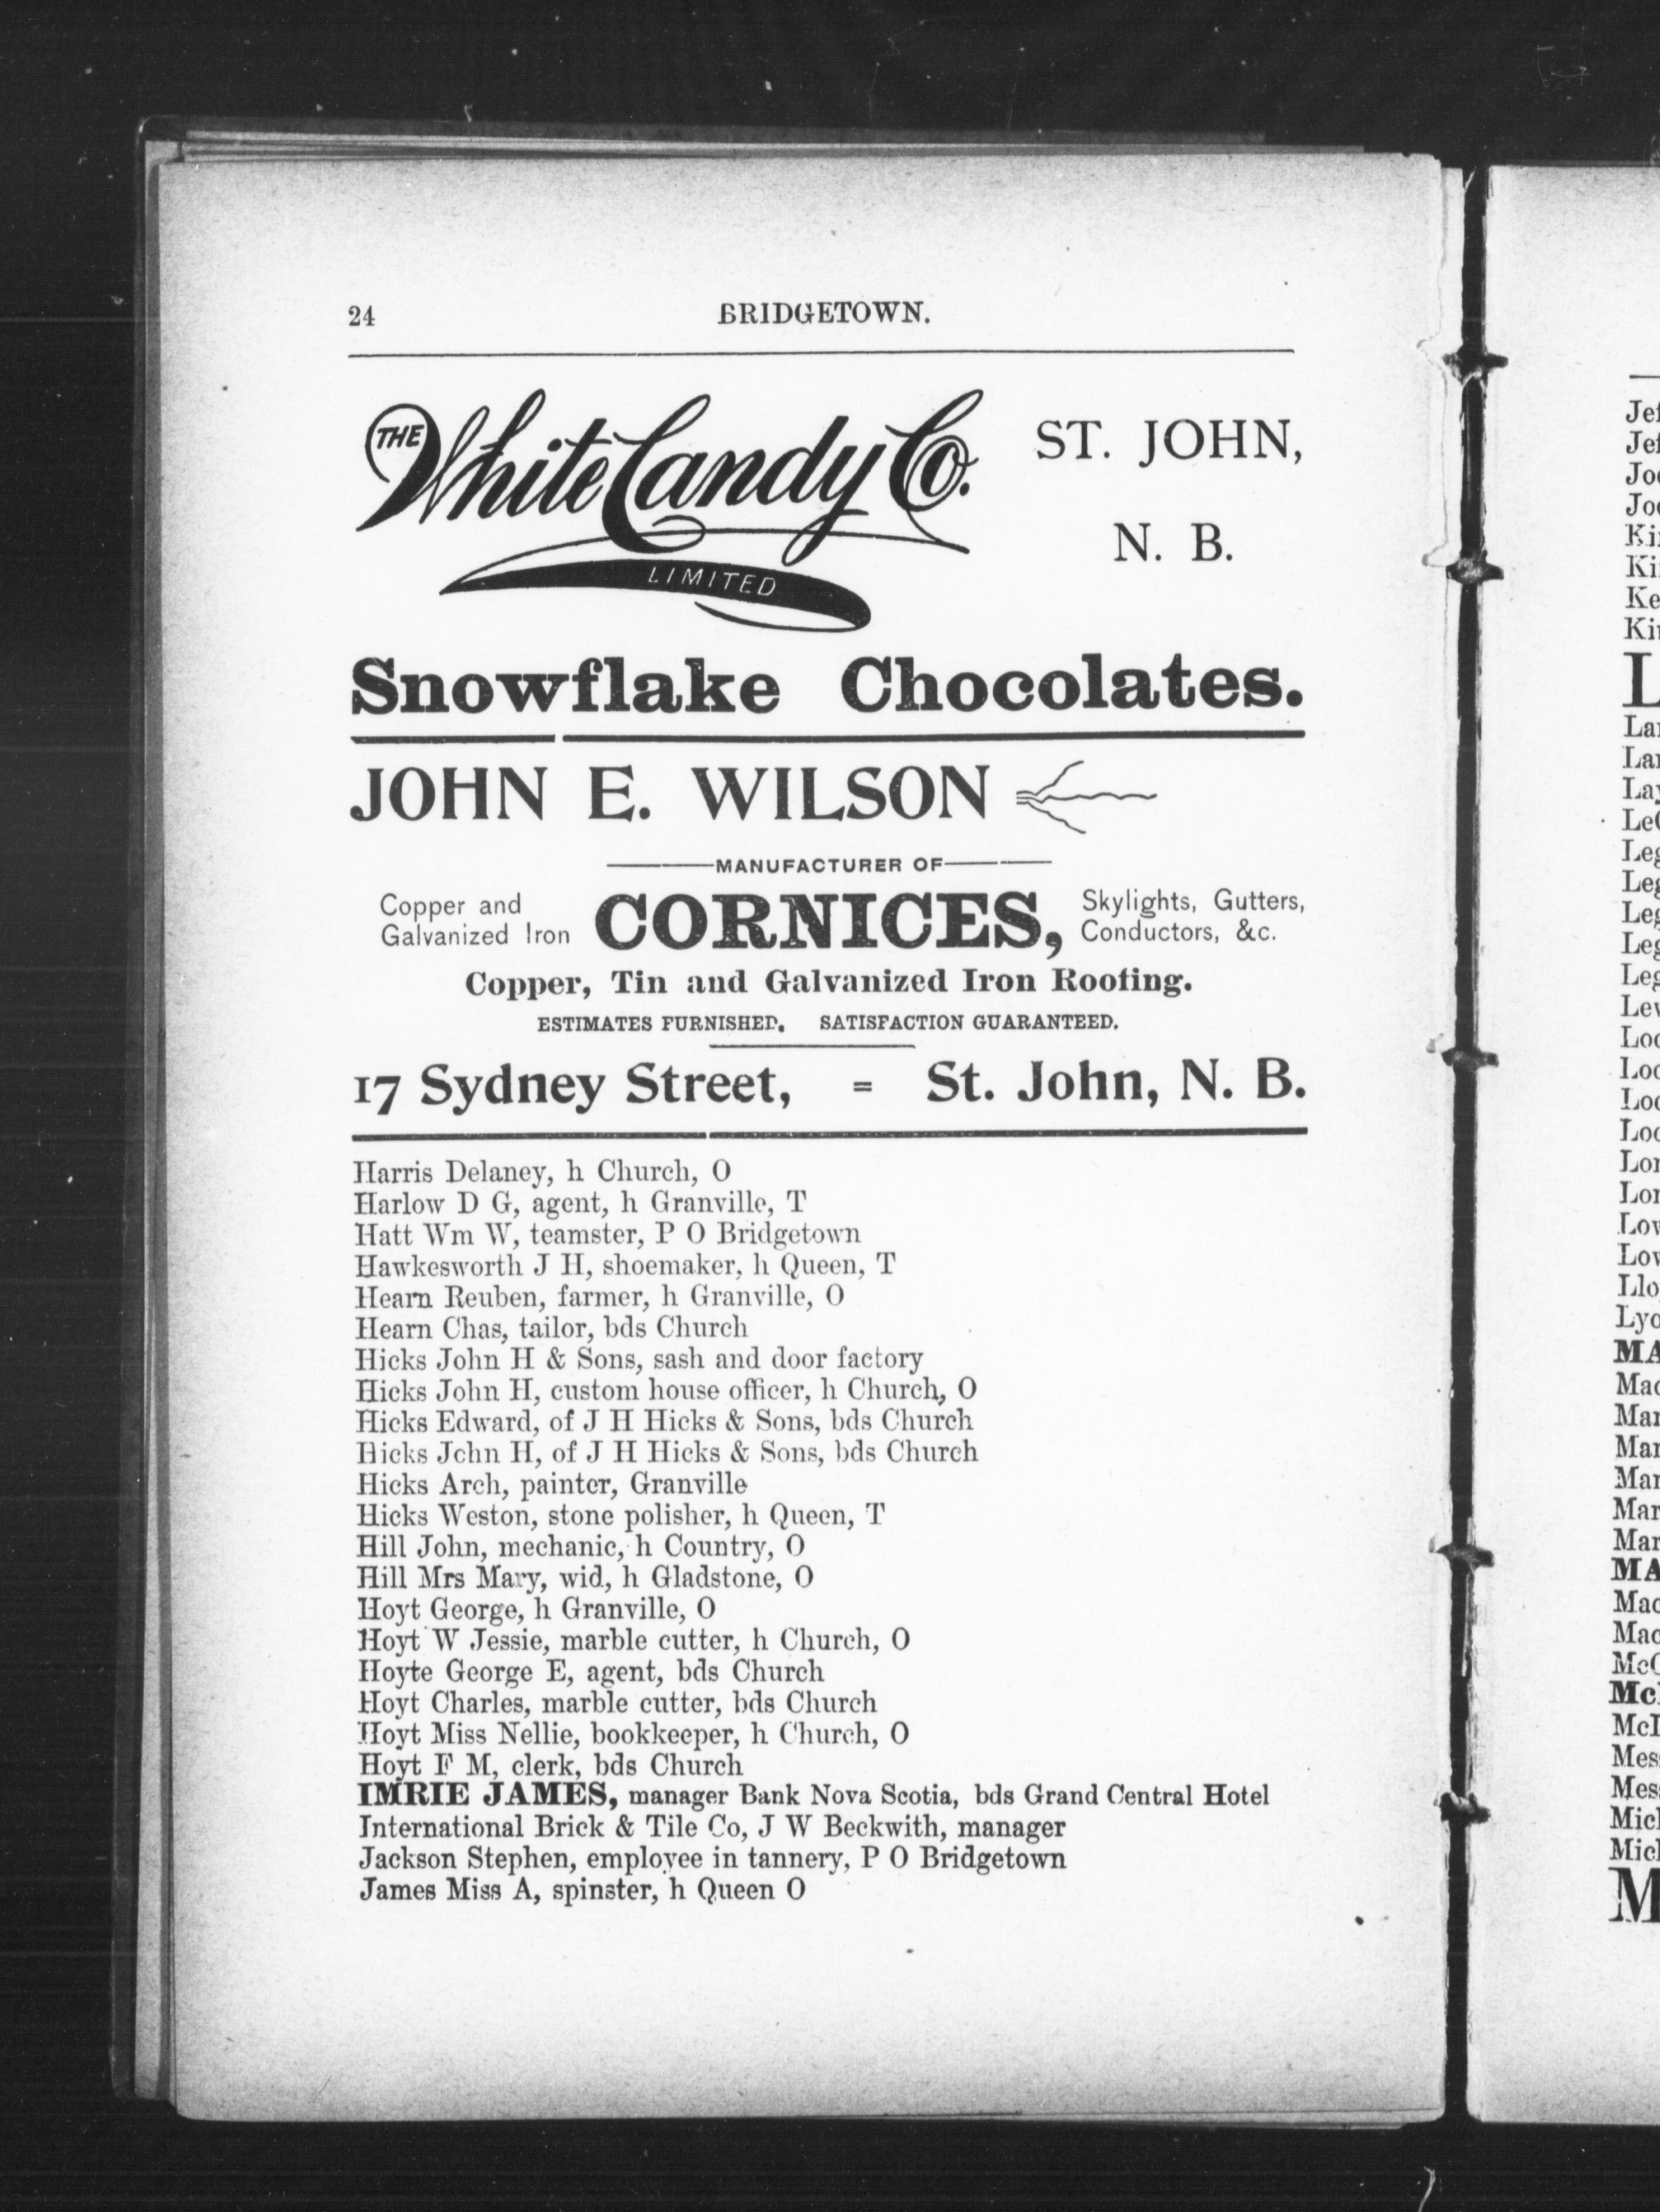 24 BRIDGETOWN.
THE White Candy Co. ST. JOHN,
N. B.
LIMITED
Snowflake Chocolates.
JOHN E. WILSON
MANUFACTURER OF
Copper and Galvanized Iron CORNICES, Skylights, Gutters, Conductors, &c.
Copper, Tin and Galvanized Iron Roofing.
ESTIMATES FURNISHED. SATISFACTION GUARANTEED.
17 Sydney Street, = St. John, N. B.
Harris Delaney, h Church, O
Harlow D G, agent, h Granville, T
Hatt Wm W, teamster, P O Bridgetown
Hawkesworth J H, shoemaker, h Queen, T
Hearn Reuben, farmer, h Granville, O
Hearn Chas, tailor, bds Church
Hicks John H & Sons, sash and door factory
Hicks John H, custom house officer, h Church, O
Hicks Edward, of J H Hicks & Sons, bds Church
Hicks John H, of J H Hicks & Sons, bds Church
Hicks Arch, painter, Granville
Hicks Weston, stone polisher, h Queen, T
Hill John, mechanic, h Country, O
Hill Mrs Mary, wid, h Gladstone, O
Hoyt George, h Granville, O
Hoyt W Jessie, marble cutter, h Church, O
Hoyte George E, agent, bds Church
Hoyt Charles, marble cutter, bds Church
Hoyt Miss Nellie, bookkeeper, h Church, O
Hoyt F M, clerk, bds Church
IMRIE JAMES, manager Bank Nova Scotia, bds Grand Central Hotel
International Brick & Tile Co, J W Beckwith, manager
Jackson Stephen, employee in tannery, P O Bridgetown
James Miss A, spinster, h Queen O